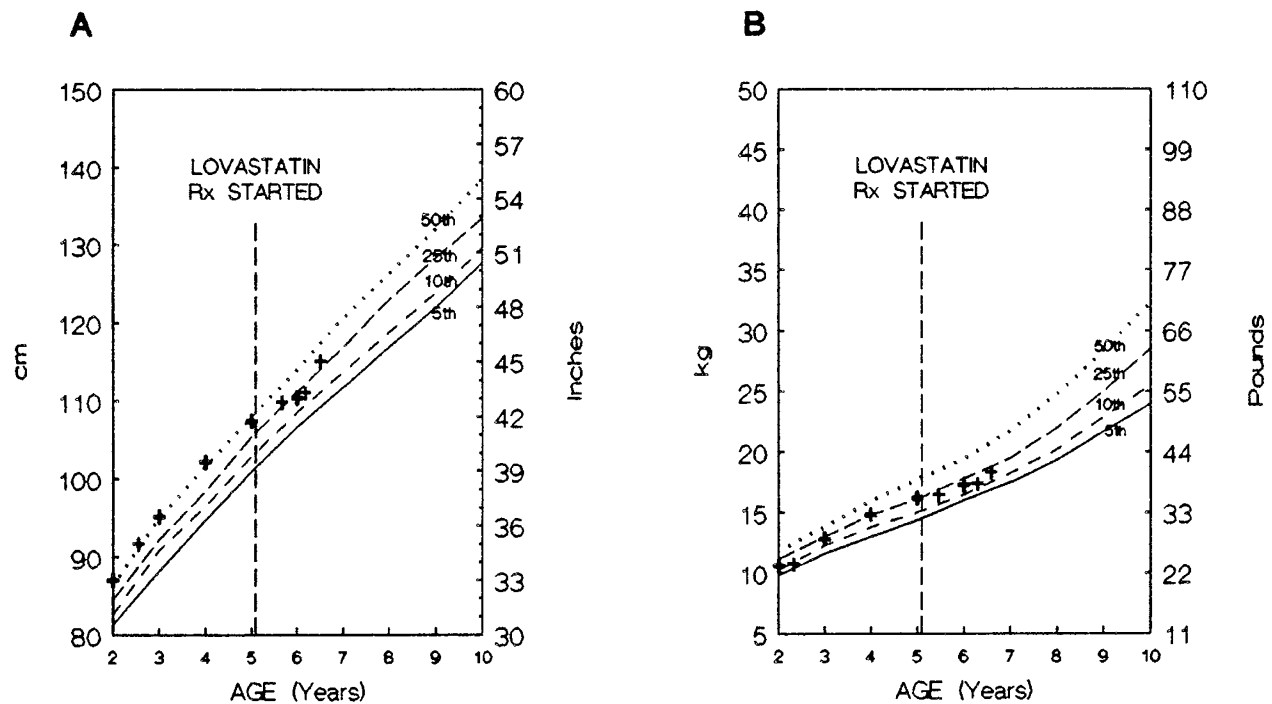 A
150
140
130
120
110
100
90
80
cm
60
57
54
51
48
45
42
39
36
33
30
Inches
LOVASTATIN
Rx STARTED
50th
25th
10th
5th
2 3 4 5 6 7 8 9 10
AGE (Years)
B
50
45
40
35
30
25
20
15
10
5
kg
110
99
88
77
66
55
44
33
22
11
Pounds
LOVASTATIN
Rx STARTED
50th
25th
10th
5th
2 3 4 5 6 7 8 9 10
AGE (Years)